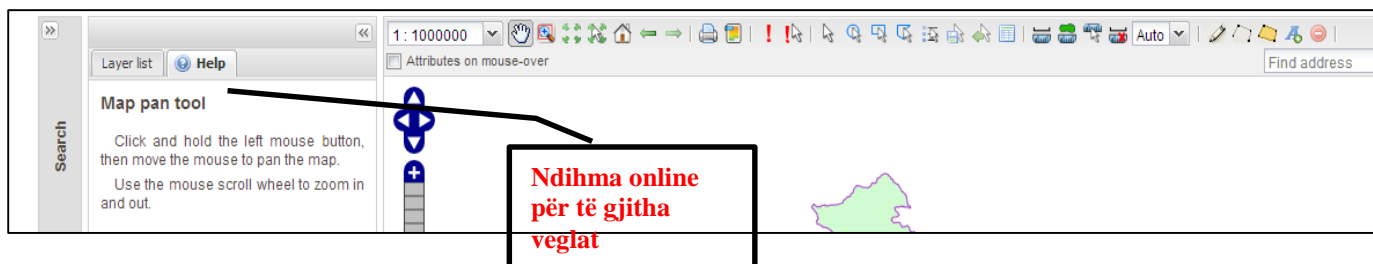 1 : 1000000
Auto
Layer list
Help
Attributes on mouse-over
Find address
Search
Map pan tool
Click and hold the left mouse button,
then move the mouse to pan the map.
Use the mouse scroll wheel to zoom in
and out.
Ndihma online
për të gjitha
veglat